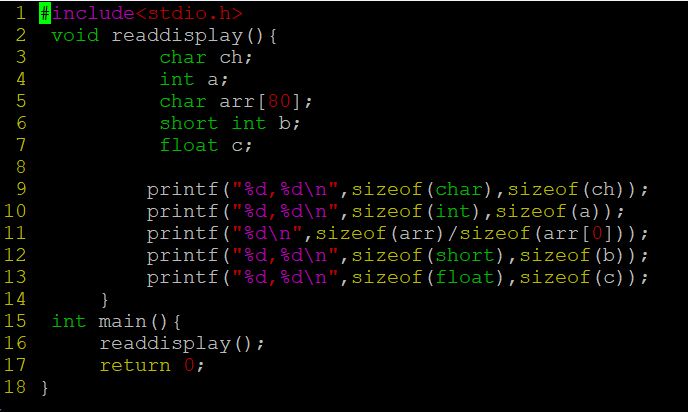 1 #include<stdio.h>
2 void readdisplay(){
3 char ch;
4 int a;
5 char arr[80];
6 short int b;
7 float c;
8
9 printf("%d,%d\n",sizeof(char),sizeof(ch));
10 printf("%d,%d\n",sizeof(int),sizeof(a));
11 printf("%d\n",sizeof(arr)/sizeof(arr[0]));
12 printf("%d,%d\n",sizeof(short),sizeof(b));
13 printf("%d,%d\n",sizeof(float),sizeof(c));
14 }
15 int main(){
16 readdisplay();
17 return 0;
18 }